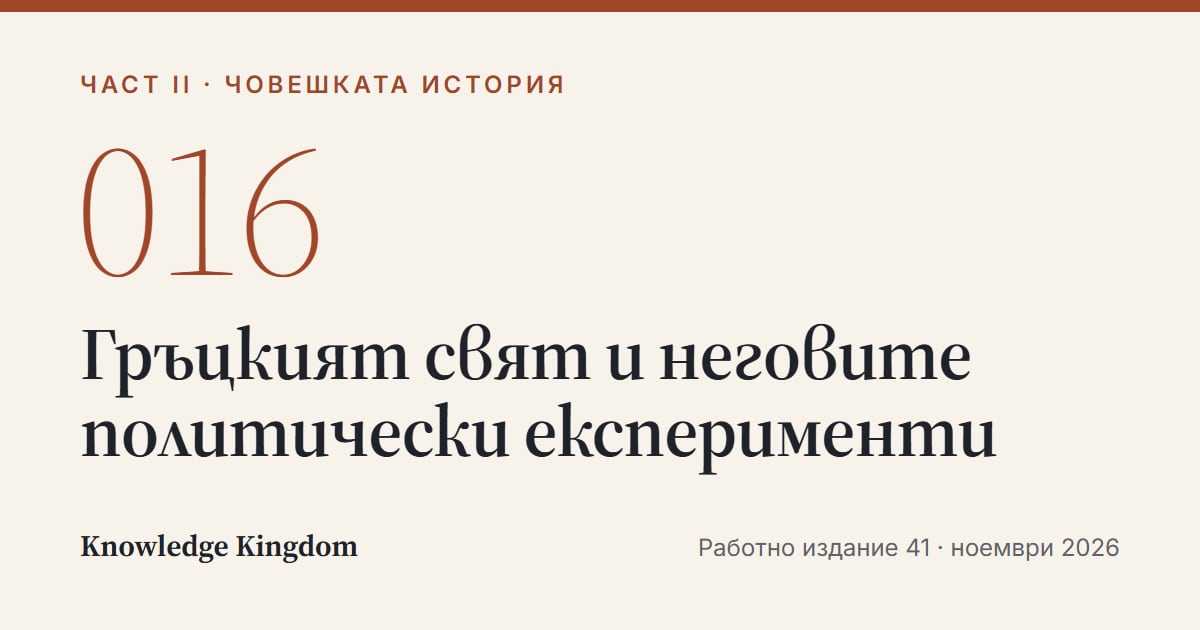 ЧАСТ II · ЧОВЕШКАТА ИСТОРИЯ
016
Гръцкият свят и неговите
политически експерименти
Knowledge Kingdom
Работно издание 41 · ноември 2026